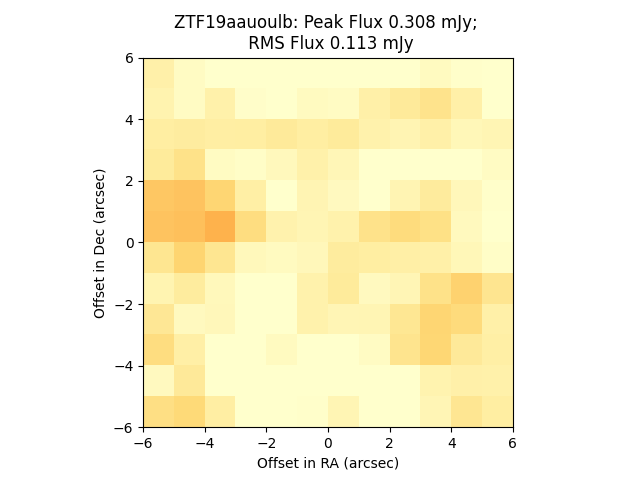 ZTF19aauoulb: Peak Flux 0.308 mJy;
RMS Flux 0.113 mJy
6
4
2
0
−2
−4
−6
Offset in Dec (arcsec)
−6 −4 −2 0 2 4 6
Offset in RA (arcsec)